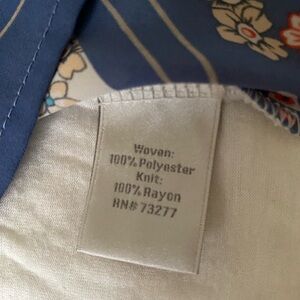 Woven:
100% Polyester
Knit:
100% Rayon
RN# 73277